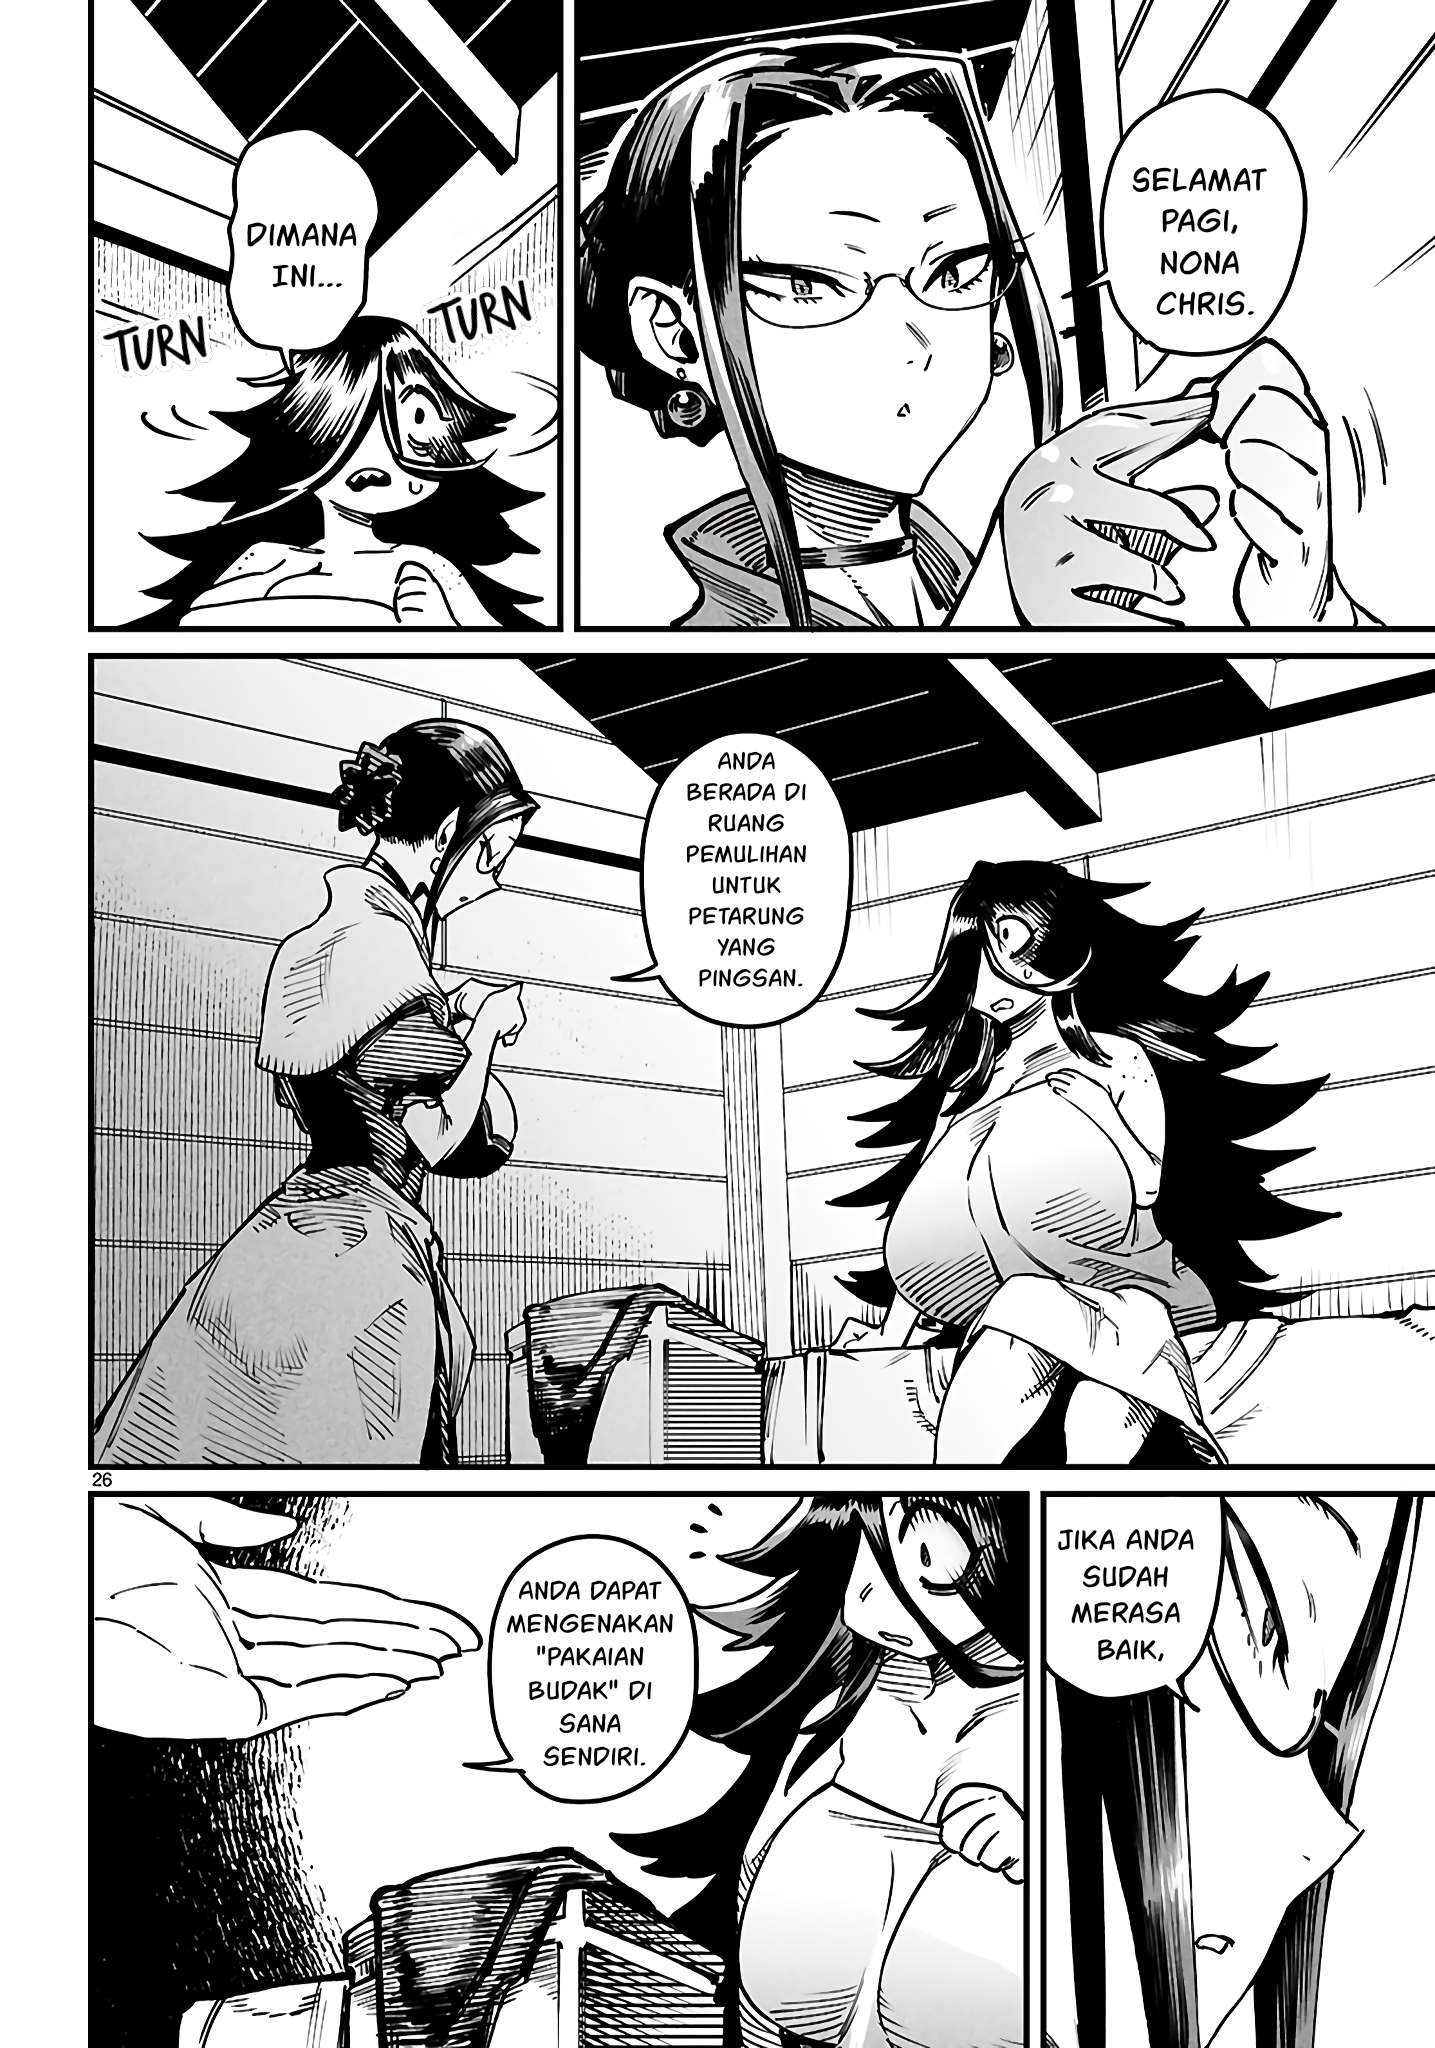 SELAMAT
PAGI,
NONA
CHRIS.
DIMANA
INI...
TURN
TURN
ANDA
BERADA DI
RUANG
PEMULIHAN
UNTUK
PETARUNG
YANG
PINGSAN.
26
JIKA ANDA
SUDAH
MERASA
BAIK,
ANDA DAPAT
MENGENAKAN
"PAKAIAN
BUDAK" DI
SANA
SENDIRI.